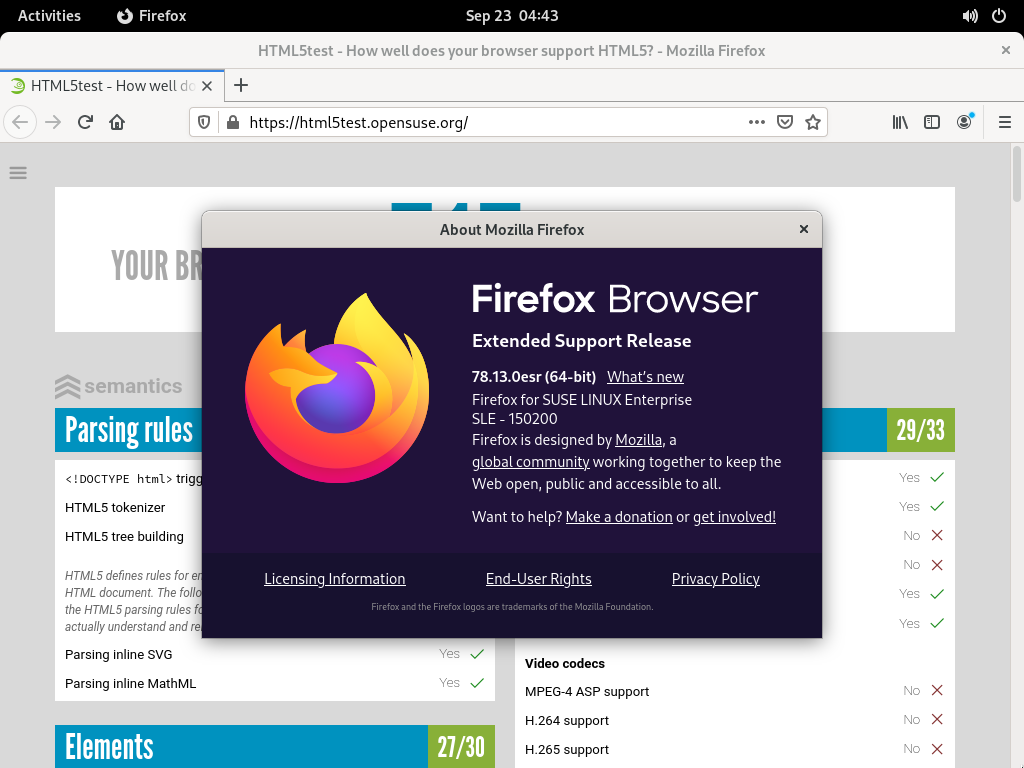 Activities
Firefox
Sep 23 04:43
HTML5test - How well does your browser support HTML5? - Mozilla Firefox
HTML5test - How well do
https://html5test.opensuse.org/
YOUR BR
semantics
Parsing rules
29/33
<!DOCTYPE html> trigg
HTML5 tokenizer
HTML5 tree building
HTML5 defines rules for e
HTML document. The follo
the HTML5 parsing rules fo
actually understand and re
Parsing inline SVG Yes
Parsing inline MathML Yes
Elements 27/30
Yes
Yes
No
No
Yes
Yes
Video codecs
MPEG-4 ASP support No
H.264 support No
H.265 support No
About Mozilla Firefox
Firefox Browser
Extended Support Release
78.13.0esr (64-bit) What's new
Firefox for SUSE LINUX Enterprise
SLE - 150200
Firefox is designed by Mozilla, a
global community working together to keep the
Web open, public and accessible to all.
Want to help? Make a donation or get involved!
Licensing Information End-User Rights Privacy Policy
Firefox and the Firefox logos are trademarks of the Mozilla Foundation.